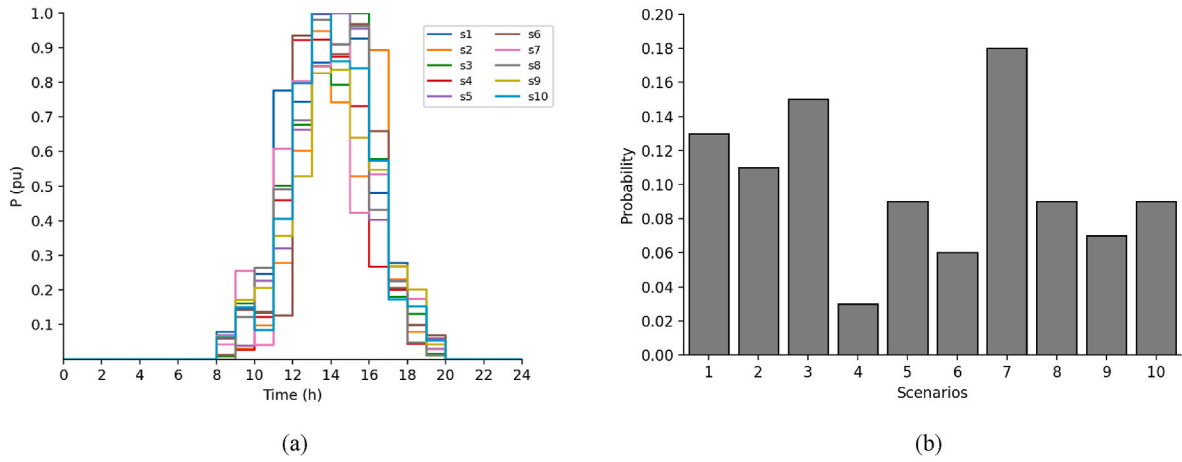 1.0
0.9
0.8
0.7
0.6
0.5
0.4
0.3
0.2
0.1
P (pu)
s1 s6
s2 s7
s3 s8
s4 s9
s5 s10
0 2 4 6 8 10 12 14 16 18 20 22 24
Time (h)
(a)
0.20
0.18
0.16
0.14
0.12
0.10
0.08
0.06
0.04
0.02
0.00
Probability
1 2 3 4 5 6 7 8 9 10
Scenarios
(b)